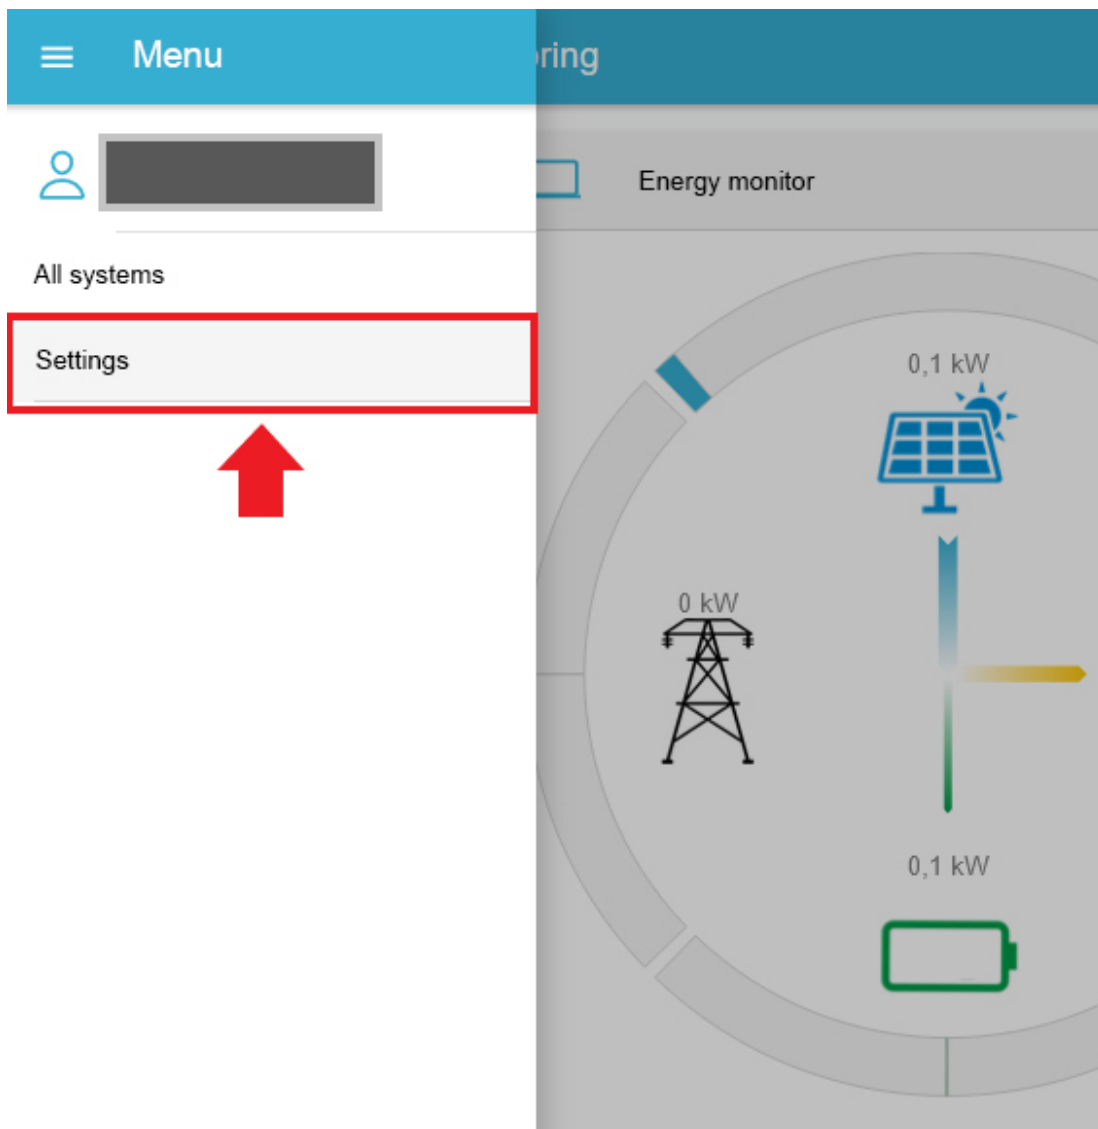 Menu
ring
Energy monitor
All systems
Settings
0,1 kW
0 kW
0,1 kW